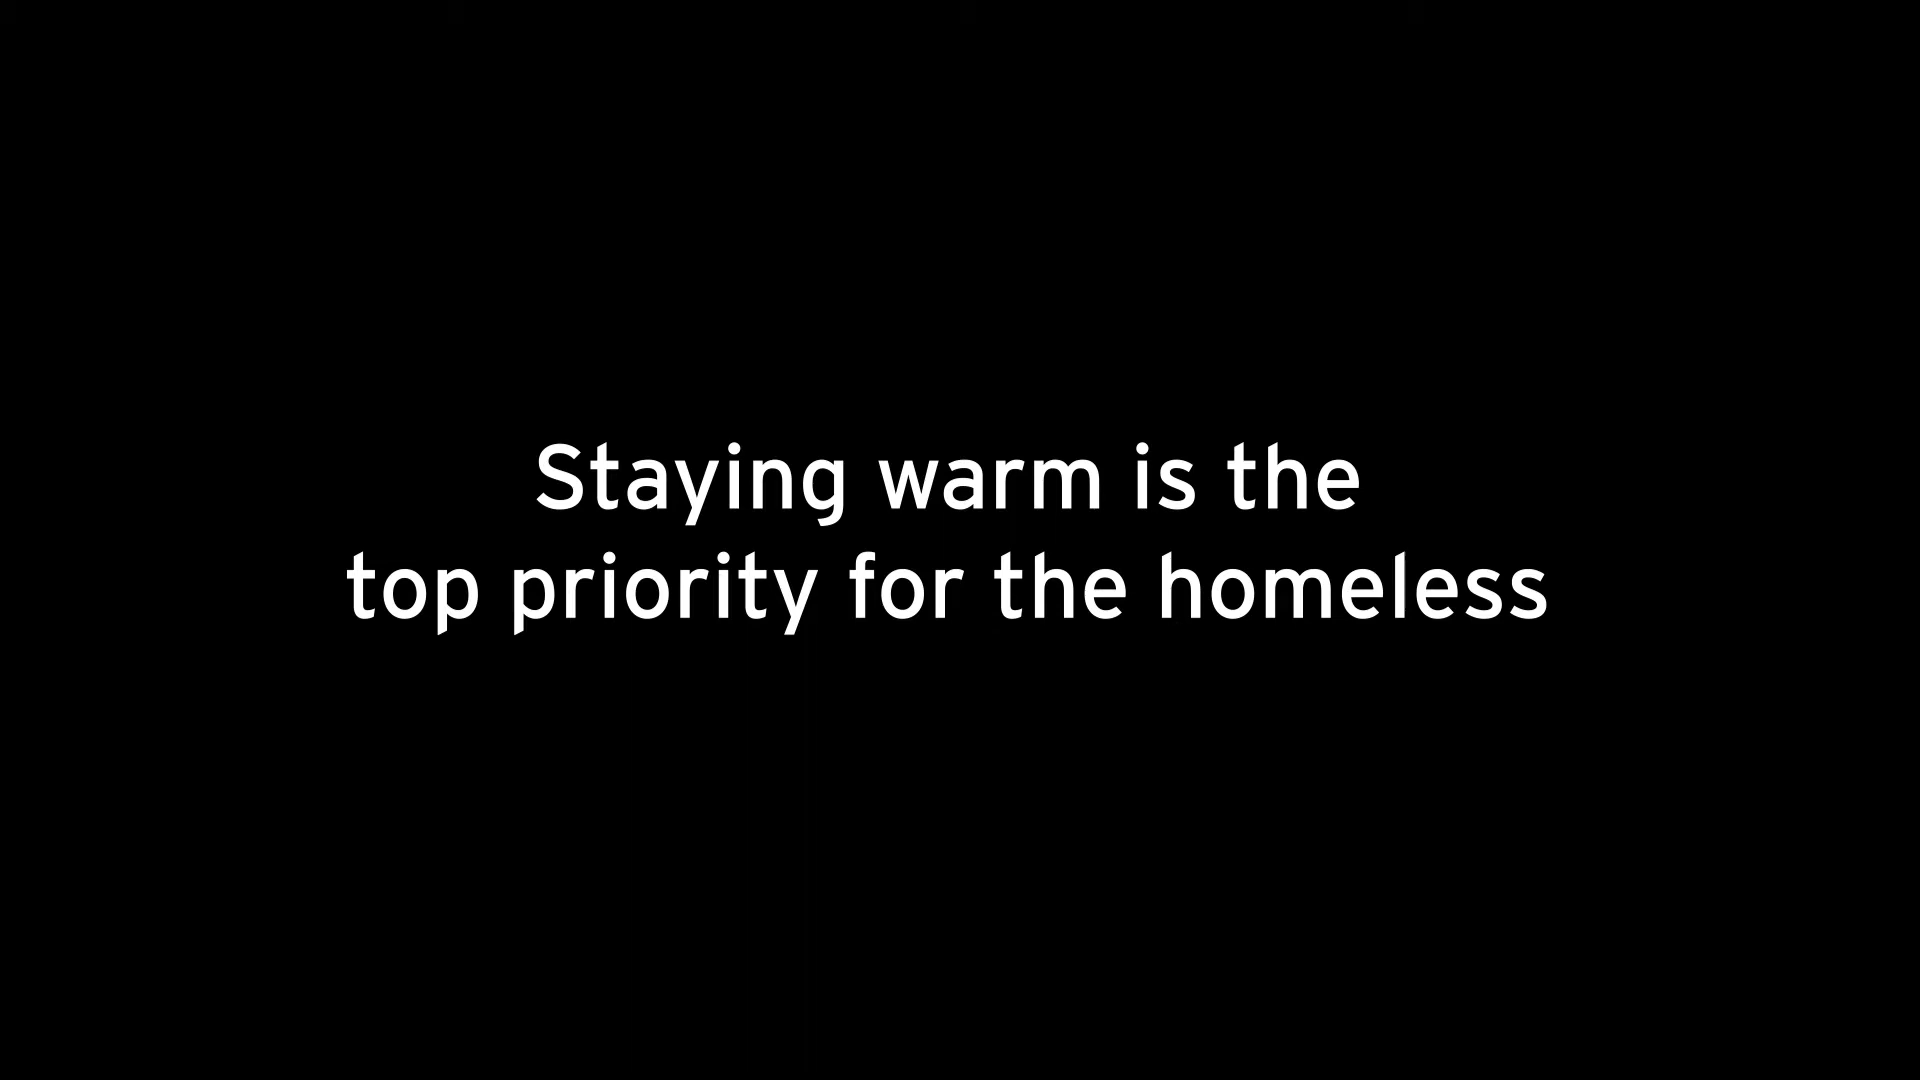 Staying warm is the
top priority for the homeless